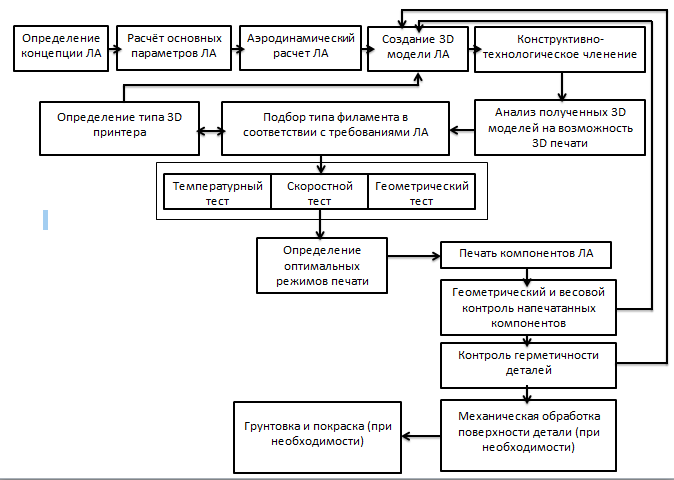 Определение
концепции ЛА
Расчёт основных
параметров ЛА
Аэродинамический
расчет ЛА
Создание 3D
модели ЛА
Конструктивно-
технологическое членение
Определение типа 3D
принтера
Подбор типа филамента в
соответствии с требованиями ЛА
Анализ полученных 3D
моделей на возможность
3D печати
Температурный
тест
Скоростной
тест
Геометрический
тест
Определение
оптимальных
режимов печати
Печать компонентов ЛА
Геометрический и весовой
контроль напечатанных
компонентов
Контроль герметичности
деталей
Грунтовка и покраска (при
необходимости)
Механическая обработка
поверхности детали (при
необходимости)